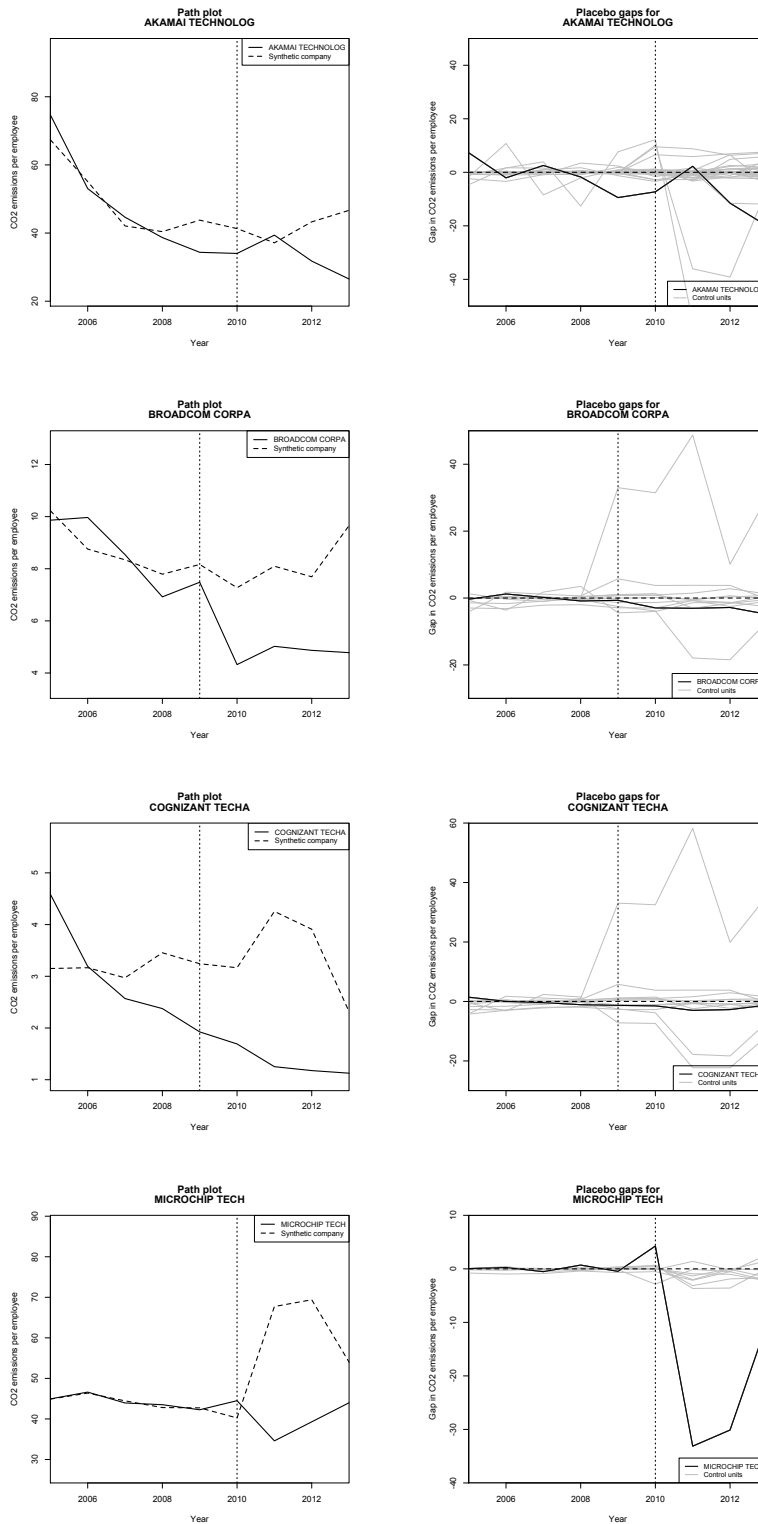 Path plot
AKAMAI TECHNOLOG
CO2 emissions per employee
80
60
40
20
AKAMAI TECHNOLOG
Synthetic company
2006
2008
2010
2012
Year
Placebo gaps for
AKAMAI TECHNOLOG
Gap in CO2 emissions per employee
40
20
0
-20
-40
AKAMAI TECHNOLO
Control units
2006
2008
2010
2012
Year
Path plot
BROADCOM CORPA
CO2 emissions per employee
12
10
8
6
4
BROADCOM CORPA
Synthetic company
2006
2008
2010
2012
Year
Placebo gaps for
BROADCOM CORPA
Gap in CO2 emissions per employee
40
20
0
-20
BROADCOM CORP
Control units
2006
2008
2010
2012
Year
Path plot
COGNIZANT TECHA
CO2 emissions per employee
5
4
3
2
1
COGNIZANT TECHA
Synthetic company
2006
2008
2010
2012
Year
Placebo gaps for
COGNIZANT TECHA
Gap in CO2 emissions per employee
60
40
20
0
-20
COGNIZANT TECH
Control units
2006
2008
2010
2012
Year
Path plot
MICROCHIP TECH
CO2 emissions per employee
90
80
70
60
50
40
30
MICROCHIP TECH
Synthetic company
2006
2008
2010
2012
Year
Placebo gaps for
MICROCHIP TECH
Gap in CO2 emissions per employee
10
0
-10
-20
-30
-40
MICROCHIP TEC
Control units
2006
2008
2010
2012
Year